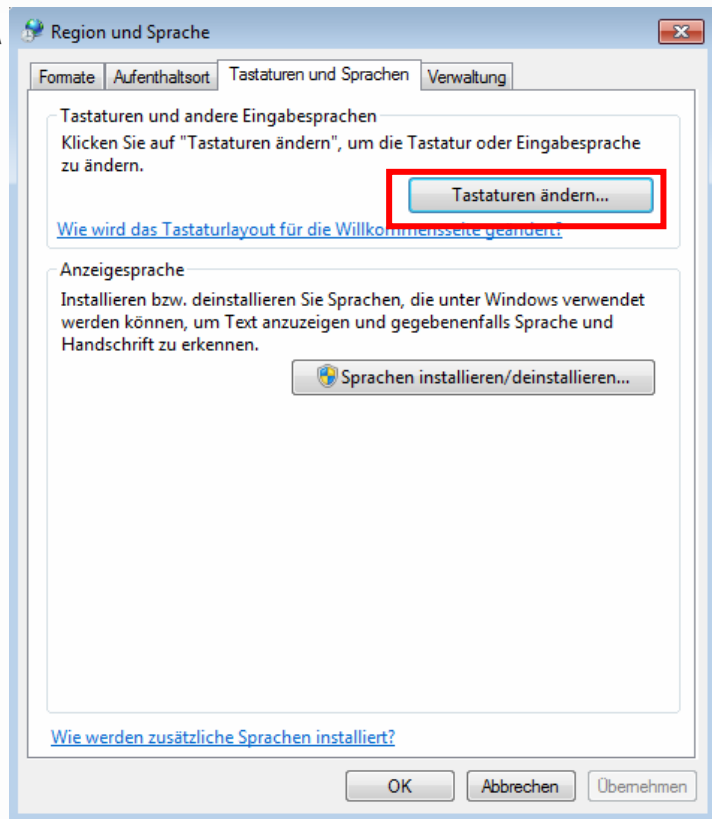 Region und Sprache
Formate Aufenthaltsort Tastaturen und Sprachen Verwaltung
Tastaturen und andere Eingabesprachen
Klicken Sie auf "Tastaturen ändern", um die Tastatur oder Eingabesprache
zu ändern.
Tastaturen ändern...
Wie wird das Tastaturlayout für die Willkommensseite geändert?
Anzeigesprache
Installieren bzw. deinstallieren Sie Sprachen, die unter Windows verwendet
werden können, um Text anzuzeigen und gegebenenfalls Sprache und
Handschrift zu erkennen.
Sprachen installieren/deinstallieren...
Wie werden zusätzliche Sprachen installiert?
OK Abbrechen Übernehmen